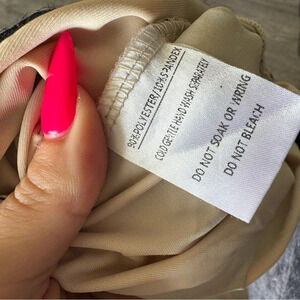 90%POLYESTER/10%SPANDEX
COLD GENTLE HAND WASH SEPARATELY
DO NOT SOAK OR WRING
DO NOT BLEACH